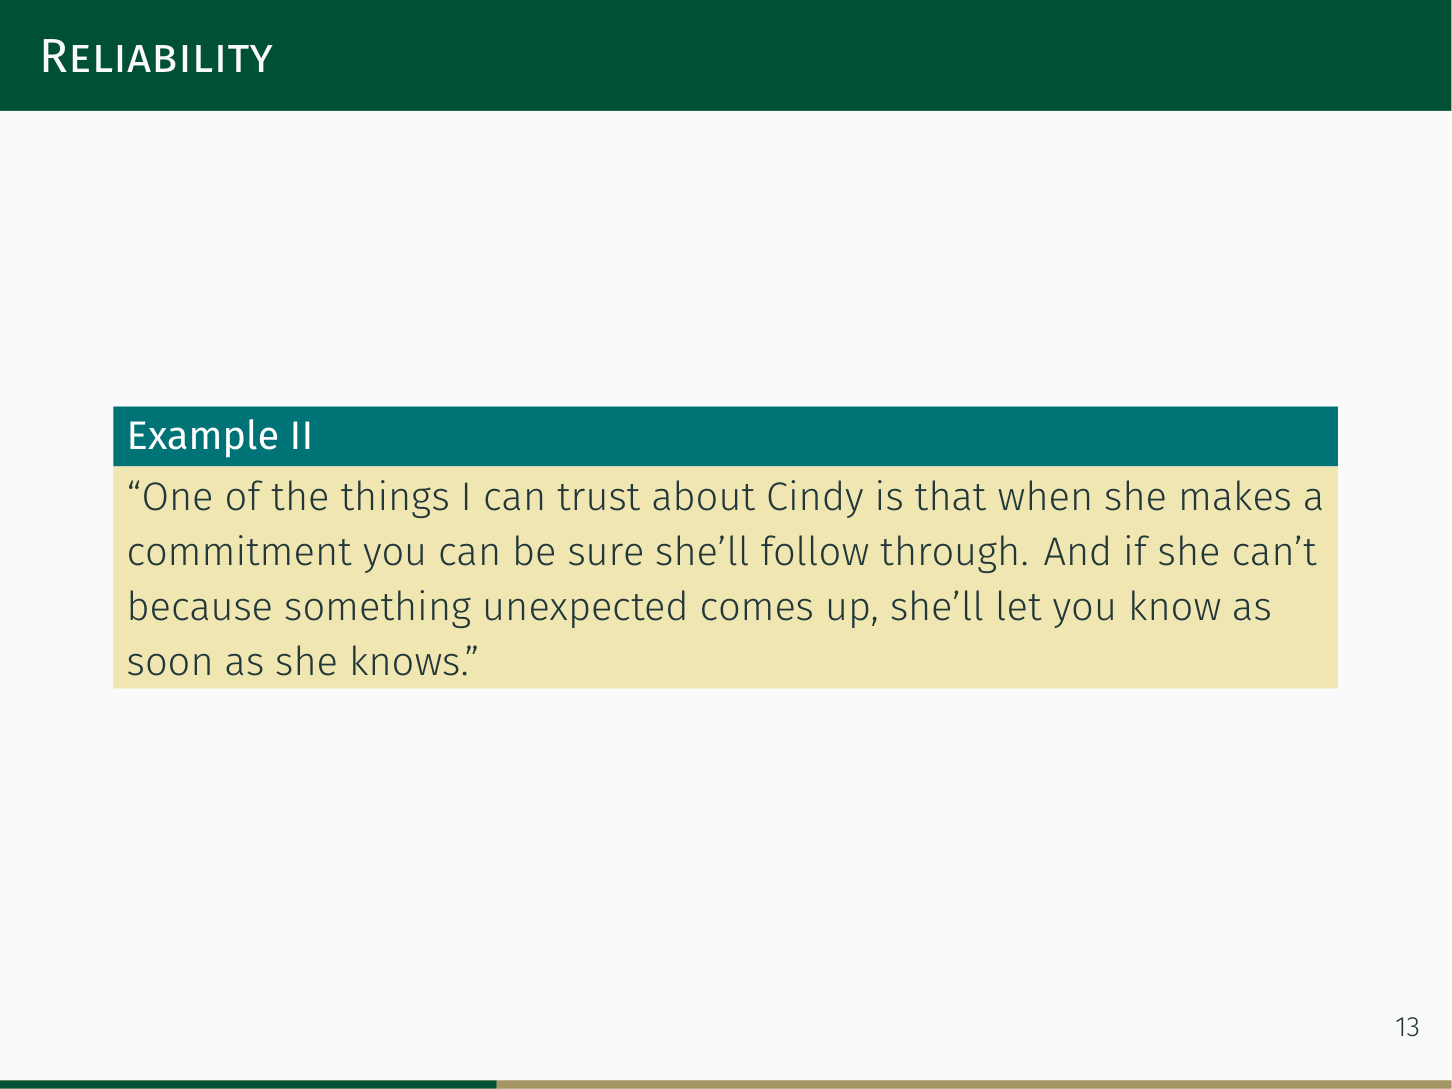 Reliability
Example II
“One of the things I can trust about Cindy is that when she makes a
commitment you can be sure she’ll follow through. And if she can’t
because something unexpected comes up, she’ll let you know as
soon as she knows.”
13